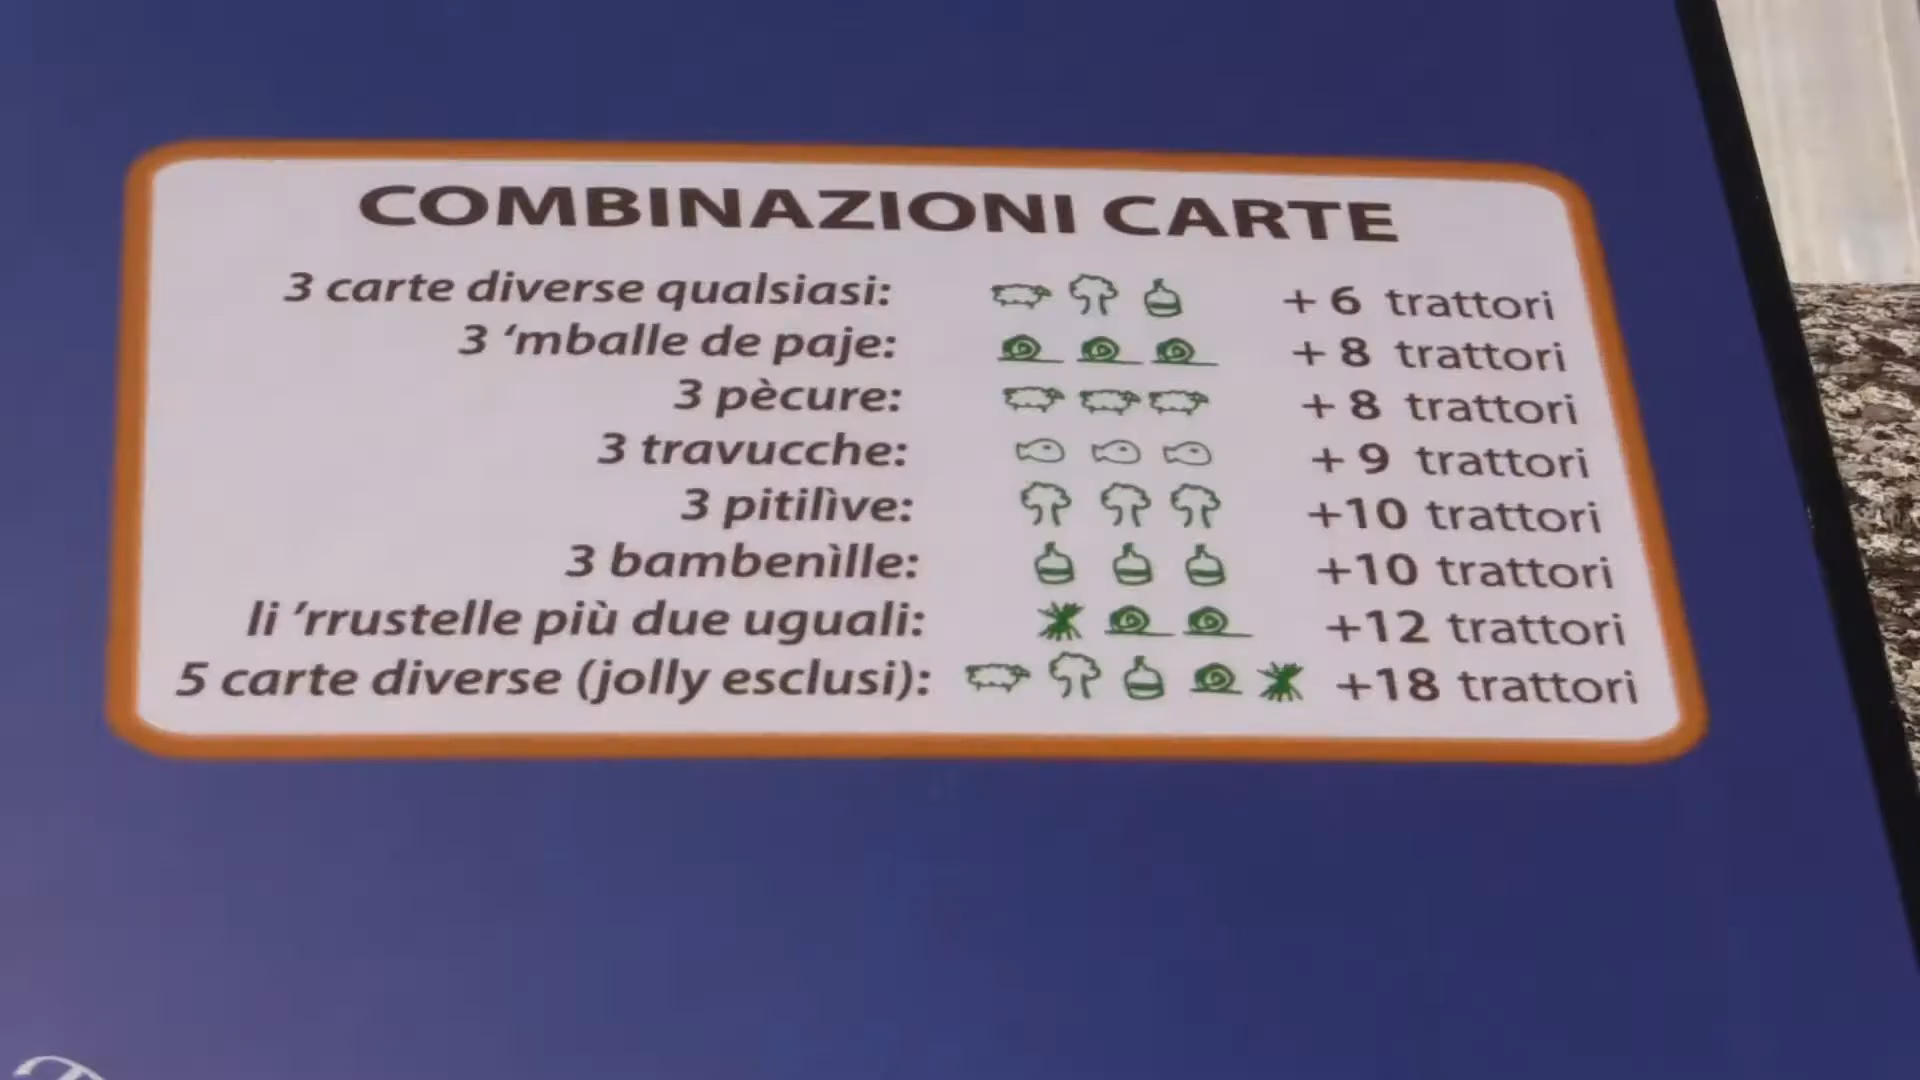 COMBINAZIONI CARTE
3 carte diverse qualsiasi: + 6 trattori
3 ‘mballe de paje: + 8 trattori
3 pècure: + 8 trattori
3 travucche: + 9 trattori
3 pitilìve: +10 trattori
3 bambenìlle: +10 trattori
li ’rrustelle più due uguali: +12 trattori
5 carte diverse (jolly esclusi): +18 trattori